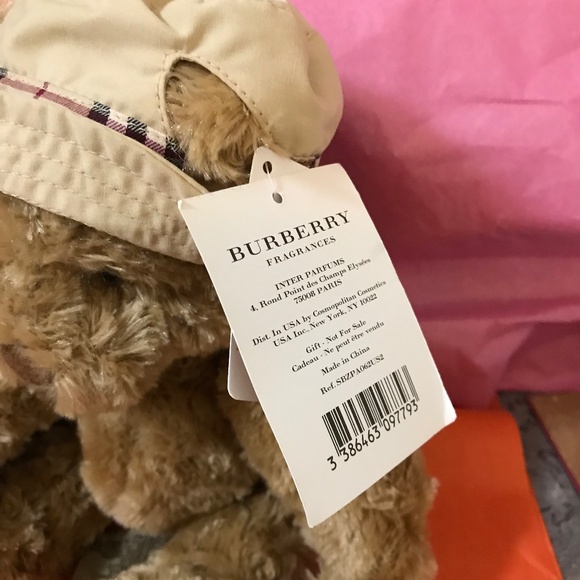 BURBERRY
FRAGRANCES
INTER PARFUMS
4, Rond Point des Champs Elysées
75008 PARIS
Dist. In USA by Cosmopolitan Cosmetics
USA Inc., New York, NY 10022
Gift - Not For Sale
Cadeau - Ne peut être vendu
Made in China
Ref. SBZPA062US2
3 386463 097793